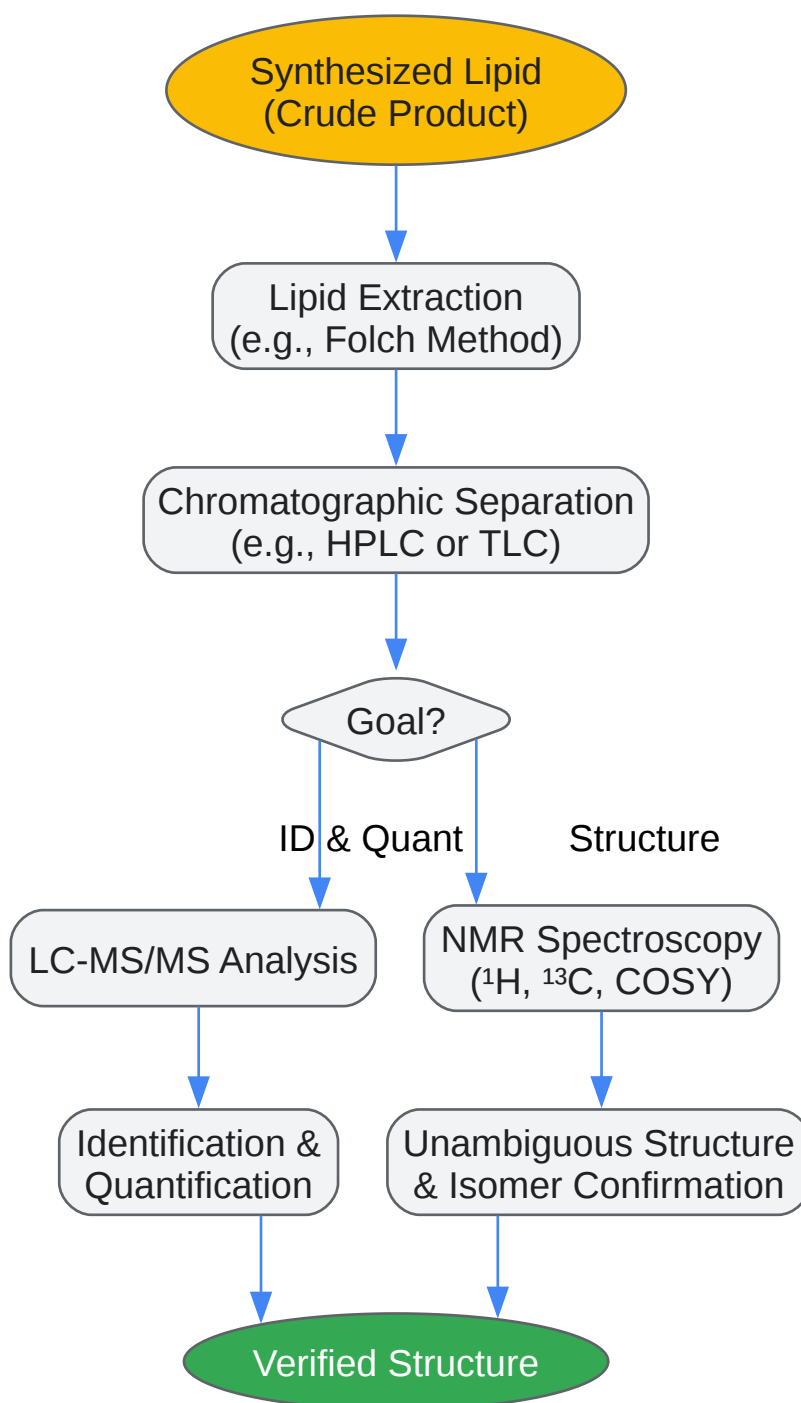 Synthesized Lipid
(Crude Product)
Lipid Extraction
(e.g., Folch Method)
Chromatographic Separation
(e.g., HPLC or TLC)
Goal?
ID & Quant
Structure
LC-MS/MS Analysis
NMR Spectroscopy
(¹H, ¹³C, COSY)
Identification &
Quantification
Unambiguous Structure
& Isomer Confirmation
Verified Structure